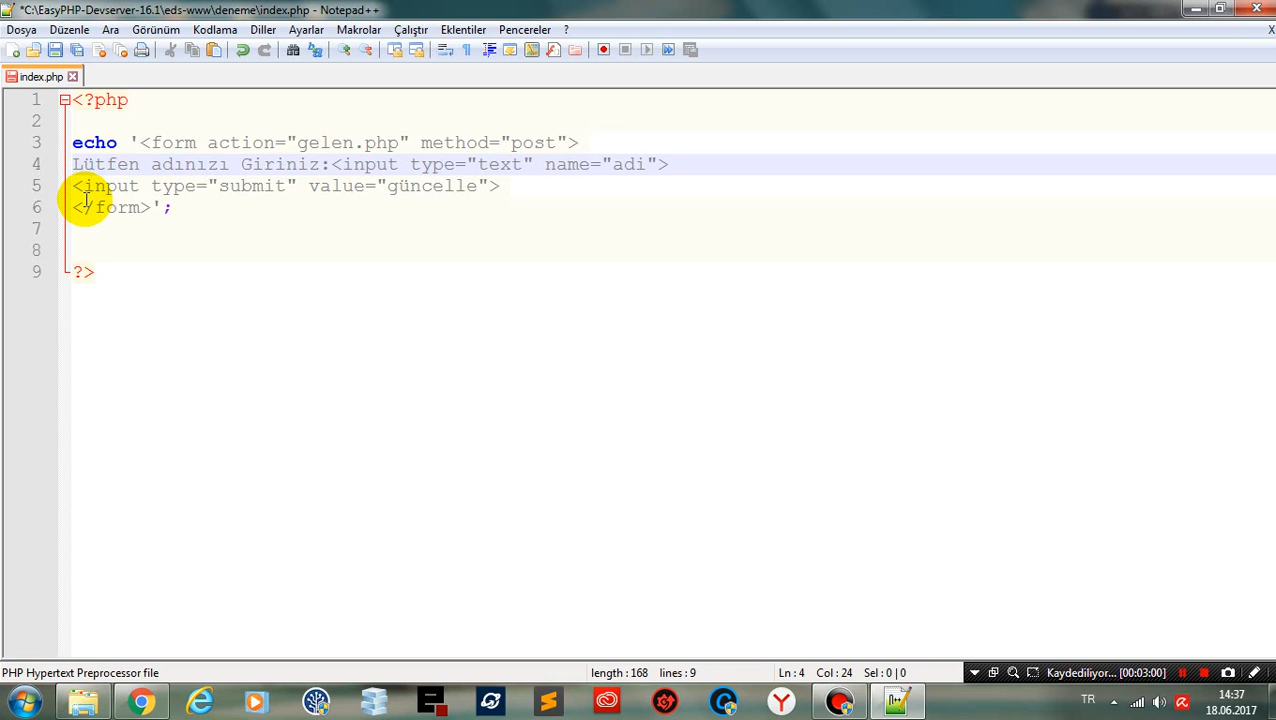 *C:\EasyPHP-Devserver-16.1\eds-www\deneme\index.php - Notepad++
Dosya Düzenle Ara Görünüm Kodlama Diller Ayarlar Makrolar Çalıştır Eklentiler Pencereler ? X
index.php
1 <?php
2
3 echo '<form action="gelen.php" method="post">
4 Lütfen adınızı Giriniz:<input type="text" name="adi">
5 <input type="submit" value="güncelle">
6 </form>';
7
8
9 ?>
PHP Hypertext Preprocessor file length : 168 lines : 9 Ln : 4 Col : 24 Sel : 0 | 0 Kaydediliyor... [00:03:00]
TR 14:37
18.06.2017